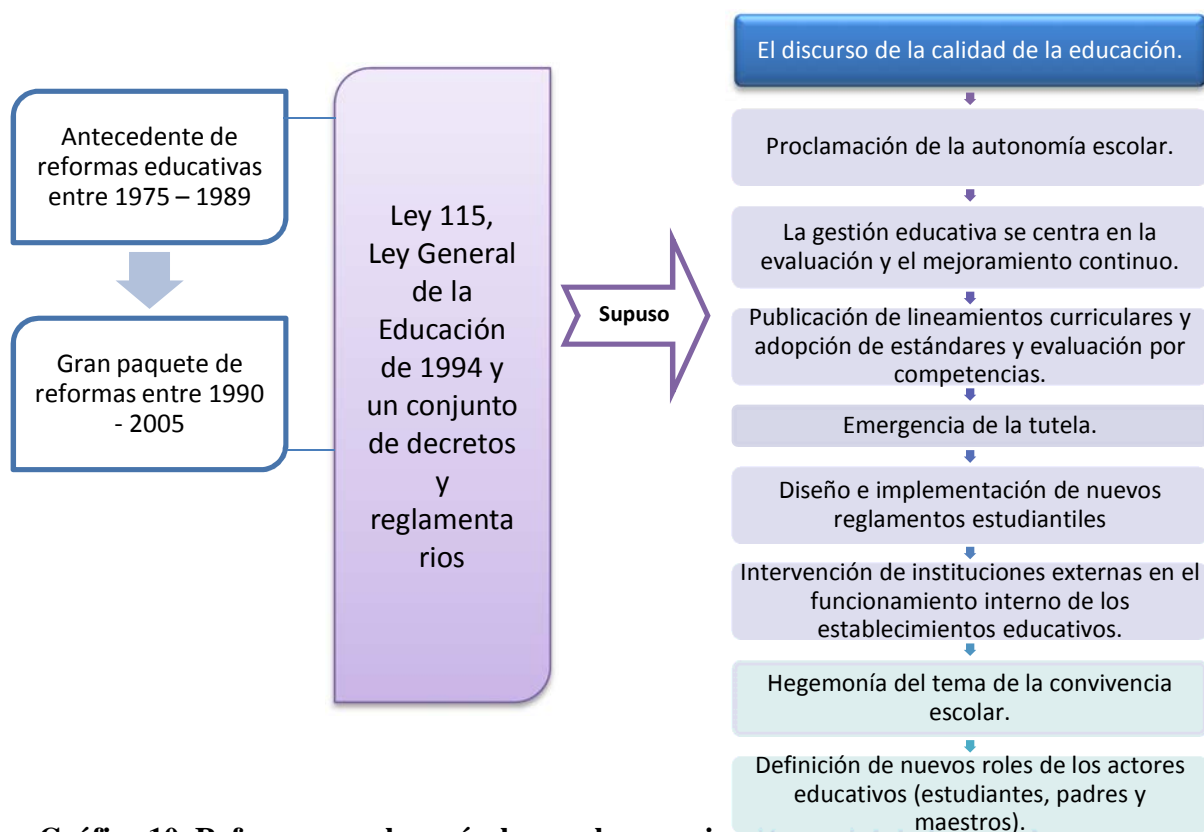 Antecedente de
reformas educativas
entre 1975 – 1989
Gran paquete de
reformas entre 1990
- 2005
Ley 115,
Ley General
de la
Educación
de 1994 y
un conjunto
de decretos
y
reglamenta
rios
Supuso
El discurso de la calidad de la educación.
Proclamación de la autonomía escolar.
La gestión educativa se centra en la
evaluación y el mejoramiento continuo.
Publicación de lineamientos curriculares y
adopción de estándares y evaluación por
competencias.
Emergencia de la tutela.
Diseño e implementación de nuevos
reglamentos estudiantiles
Intervención de instituciones externas en el
funcionamiento interno de los
establecimientos educativos.
Hegemonía del tema de la convivencia
escolar.
Definición de nuevos roles de los actores
educativos (estudiantes, padres y
maestros).